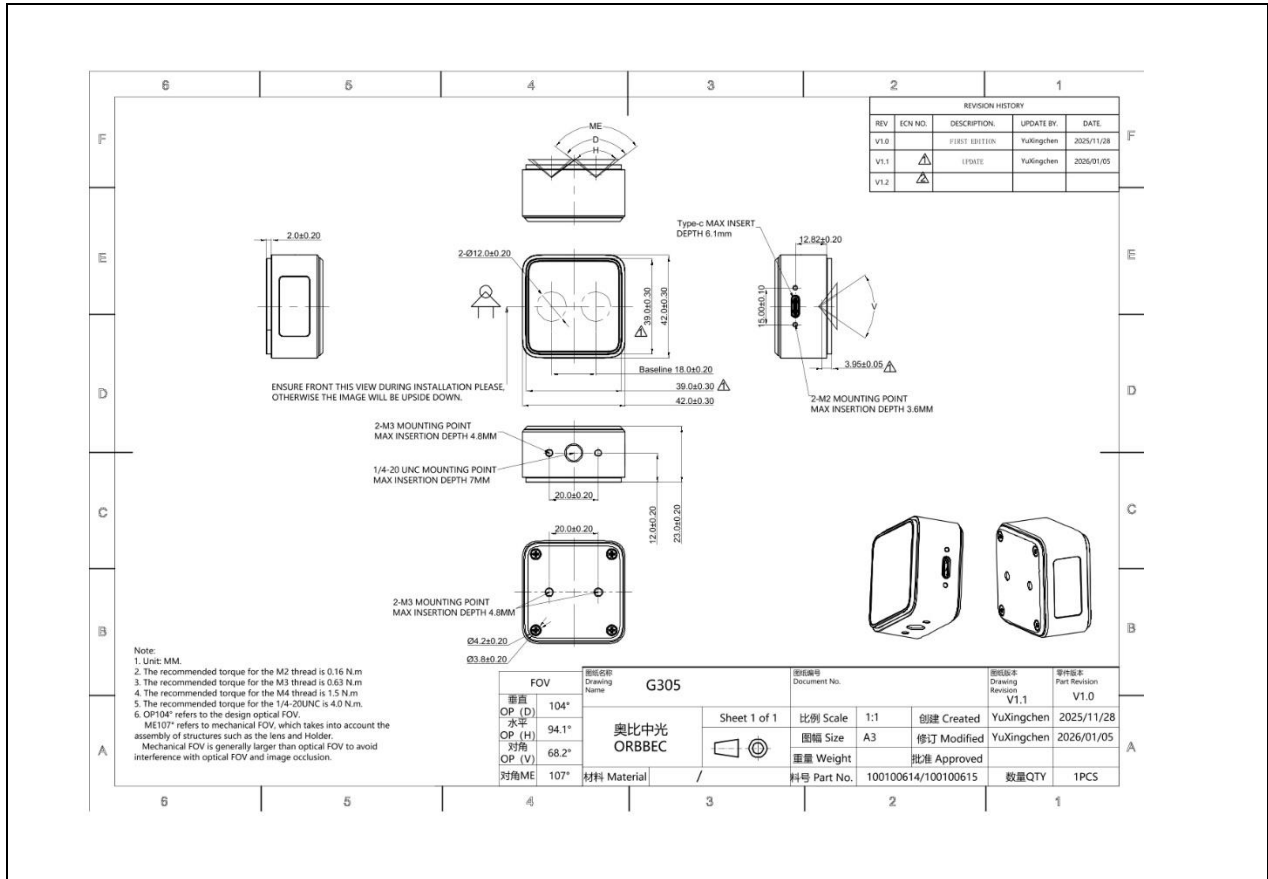 6 5 4 3 2 1
REVISION HISTORY
REV ECN NO. DESCRIPTION. UPDATE BY. DATE.
V1.0 FIRST EDITION YuXingchen 2025/11/28
V1.1 1 UPDATE YuXingchen 2026/01/05
V1.2 2
F F
ME
D
H
Type-c MAX INSERT
DEPTH 6.1mm
2.0±0.20
2-Ø12.0±0.20
12.82±0.20
E E
39.0±0.30
42.0±0.30
1
15.00±0.10
V
Baseline 18.0±0.20
3.95±0.05 1
39.0±0.30 1
42.0±0.30
ENSURE FRONT THIS VIEW DURING INSTALLATION PLEASE,
OTHERWISE THE IMAGE WILL BE UPSIDE DOWN.
2-M2 MOUNTING POINT
MAX INSERTION DEPTH 3.6MM
D D
2-M3 MOUNTING POINT
MAX INSERTION DEPTH 4.8MM
1/4-20 UNC MOUNTING POINT
MAX INSERTION DEPTH 7MM
20.0±0.20
12.0±0.20
23.0±0.20
C C
20.0±0.20
2-M3 MOUNTING POINT
MAX INSERTION DEPTH 4.8MM
Ø4.2±0.20
Ø3.8±0.20
B B
Note:
1. Unit: MM.
2. The recommended torque for the M2 thread is 0.16 N.m
3. The recommended torque for the M3 thread is 0.63 N.m
4. The recommended torque for the M4 thread is 1.5 N.m
5. The recommended torque for the 1/4-20UNC is 4.0 N.m.
6. OP104° refers to the design optical FOV.
ME107° refers to mechanical FOV, which takes into account the
assembly of structures such as the lens and Holder.
Mechanical FOV is generally larger than optical FOV to avoid
interference with optical FOV and image occlusion.
A A
FOV
垂直
OP (D) 104°
水平
OP (H) 94.1°
对角
OP (V) 68.2°
对角ME 107°
图纸名称
Drawing
Name
G305
图纸编号
Document No.
图纸版本
Drawing
Revision
V1.1
零件版本
Part Revision
V1.0
奥比中光
ORBBEC
Sheet 1 of 1
比例 Scale 1:1 创建 Created YuXingchen 2025/11/28
图幅 Size A3 修订 Modified YuXingchen 2026/01/05
重量 Weight 批准 Approved
材料 Material / 料号 Part No. 100100614/100100615 数量QTY 1PCS
6 5 4 3 2 1